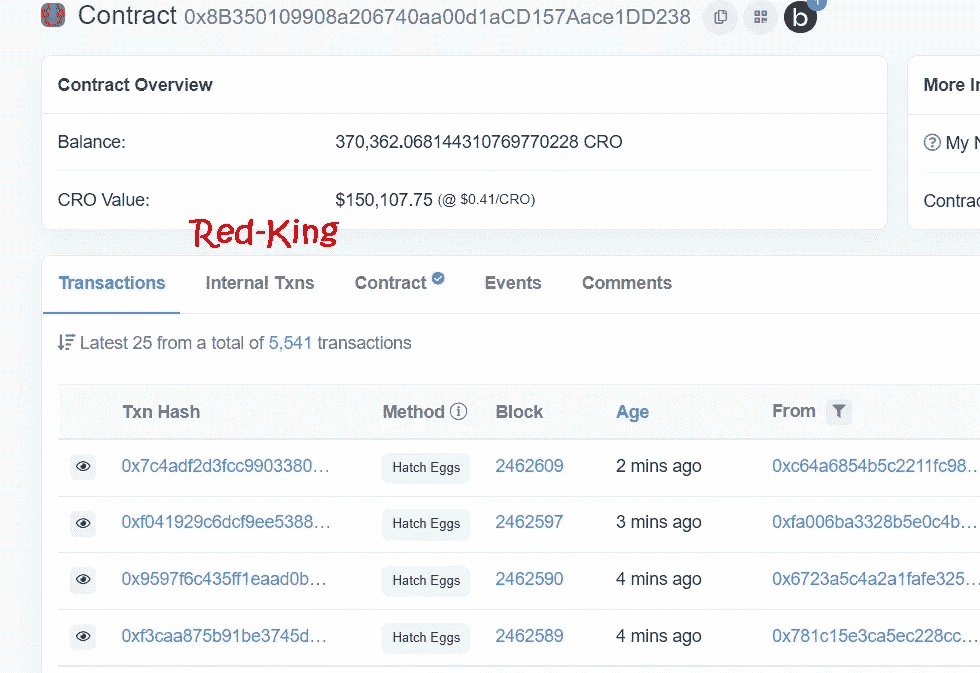 Contract 0x8B350109908a206740aa00d1aCD157Aace1DD238 b
Contract Overview
More
Balance: 370,362.068144310769770228 CRO
My
CRO Value: $150,107.75 (@ $0.41/CRO)
Contrac
Red-King
Transactions Internal Txns Contract Events Comments
Latest 25 from a total of 5,541 transactions
Txn Hash Method Block Age From
0x7c4adf2d3fcc9903380... Hatch Eggs 2462609 2 mins ago 0xc64a6854b5c2211fc98...
0xf041929c6dcf9ee5388... Hatch Eggs 2462597 3 mins ago 0xfa006ba3328b5e0c4b...
0x9597f6c435ff1eaad0b... Hatch Eggs 2462590 4 mins ago 0x6723a5c4a2a1fafe325...
0xf3caa875b91be3745d... Hatch Eggs 2462589 4 mins ago 0x781c15e3ca5ec228cc...